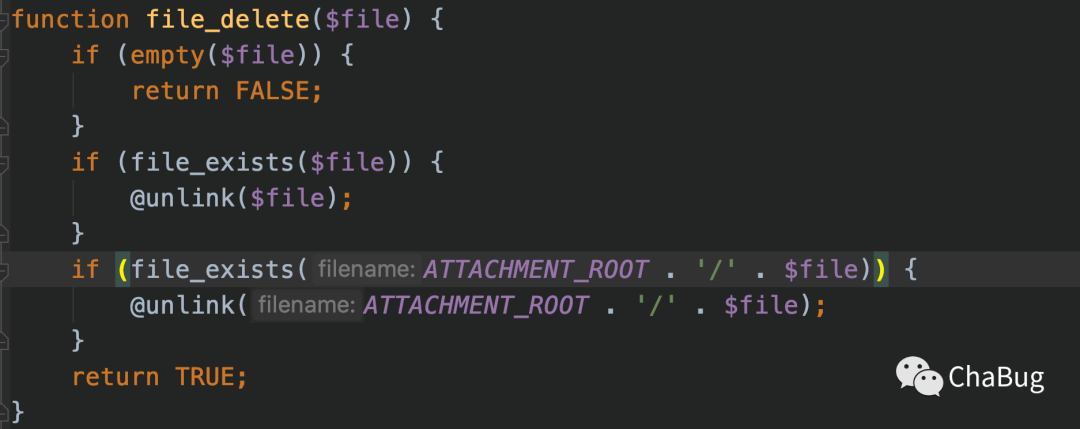 function file_delete($file) {
    if (empty($file)) {
        return FALSE;
    }
    if (file_exists($file)) {
        @unlink($file);
    }
    if (file_exists( filename: ATTACHMENT_ROOT . '/' . $file)) {
        @unlink( filename: ATTACHMENT_ROOT . '/' . $file);
    }
    return TRUE;
}
ChaBug